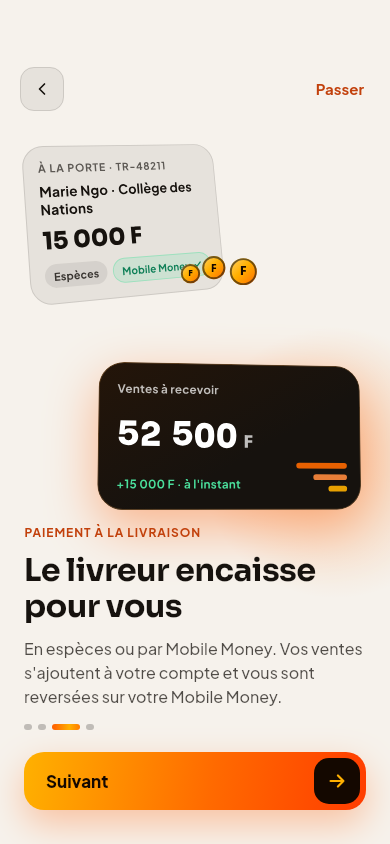 Passer
À LA PORTE · TR-48211
Marie Ngo · Collège des
Nations
15 000 F
Espèces
Mobile Money ✓
F
F
F
Ventes à recevoir
52 500 F
+15 000 F · à l'instant
PAIEMENT À LA LIVRAISON
Le livreur encaisse
pour vous
En espèces ou par Mobile Money. Vos ventes
s'ajoutent à votre compte et vous sont
reversées sur votre Mobile Money.
Suivant